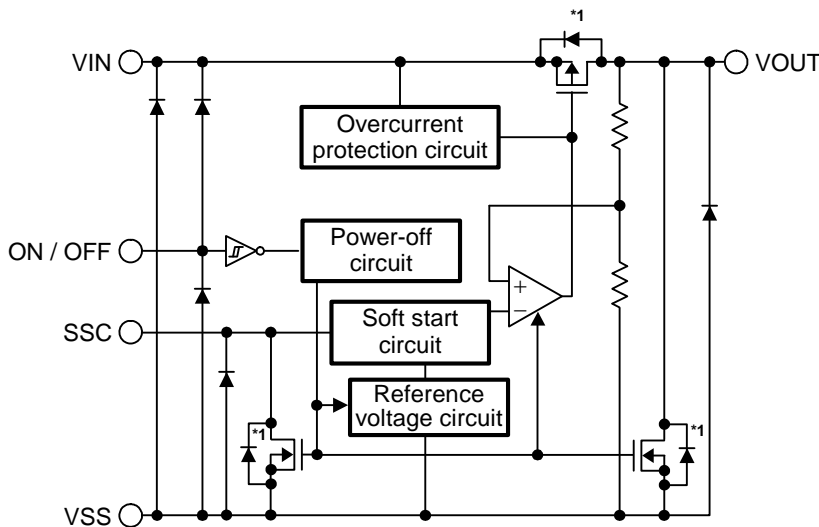 *1
VIN
VOUT
Overcurrent
protection circuit
ON / OFF
Power-off
circuit
+
−
SSC
Soft start
circuit
Reference
voltage circuit
*1
*1
VSS